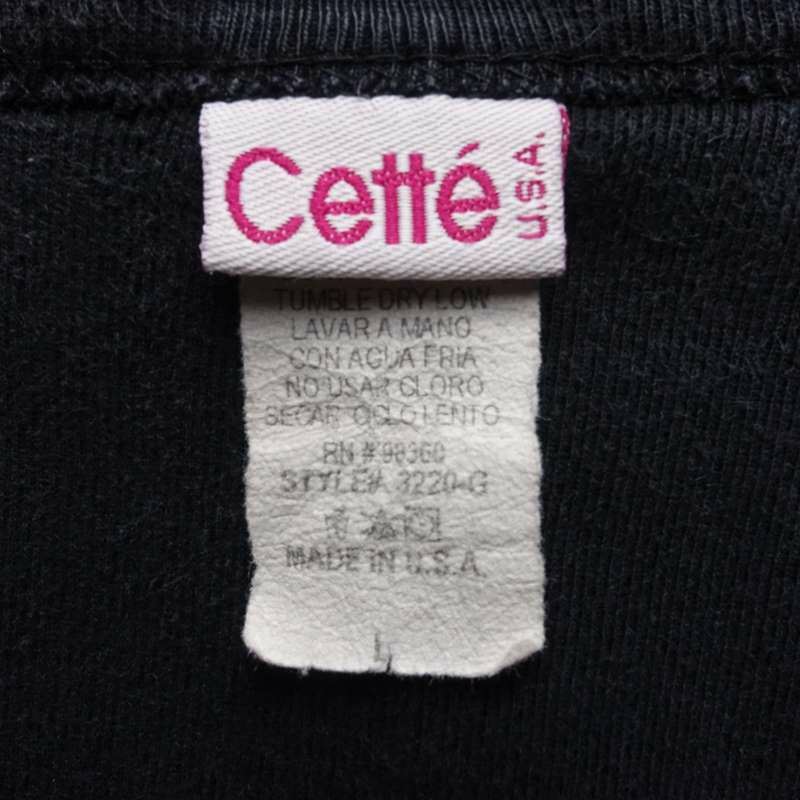 Cetté U.S.A.
TUMBLE DRY LOW
LAVAR A MANO
CON AGUA FRIA
NO USAR CLORO
SECAR CICLO LENTO
RN # 98360
STYLE# 3220-G
MADE IN U.S.A.
L